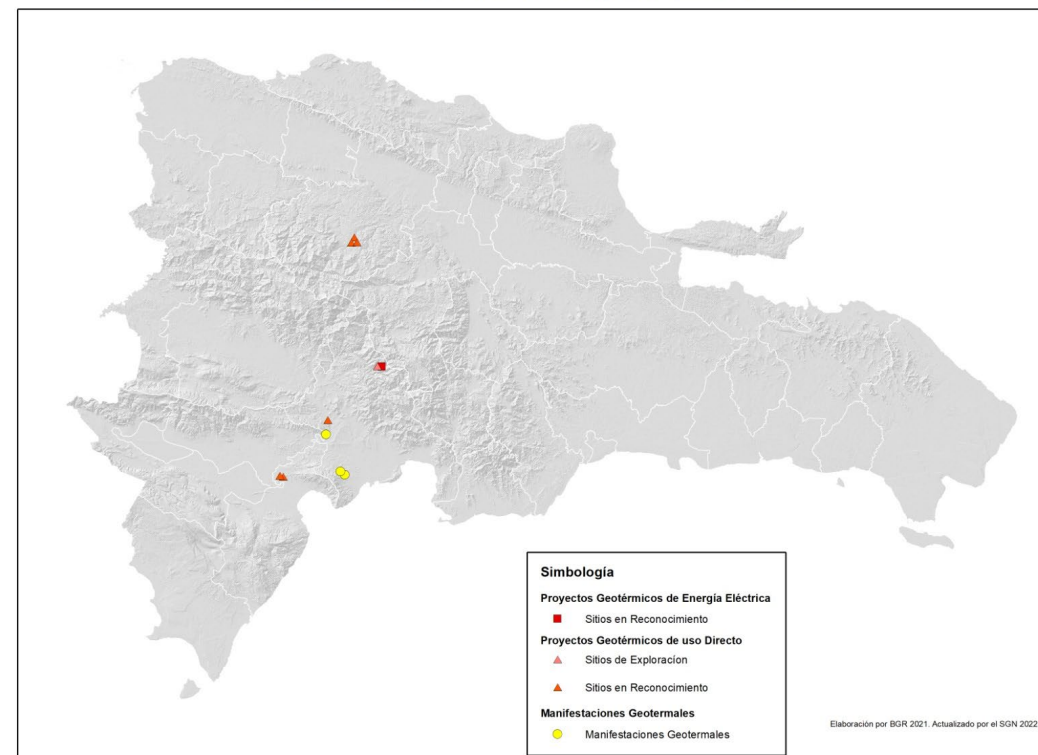 Simbología
Proyectos Geotérmicos de Energía Eléctrica
Sitios en Reconocimiento
Proyectos Geotérmicos de uso Directo
Sitios de Exploracíon
Sitios en Reconocimiento
Manifestaciones Geotermales
Manifestaciones Geotermales
Elaboración por BGR 2021. Actualizado por el SGN 2022